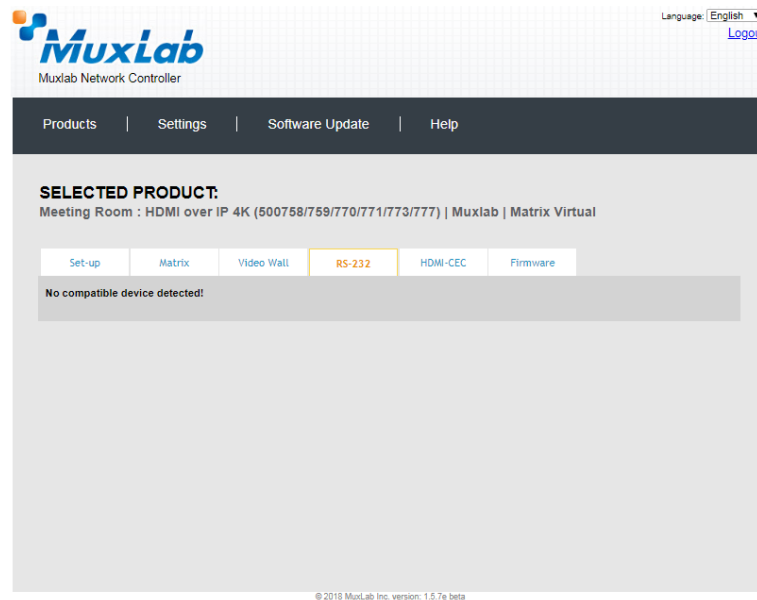 Language: English
Logou
MuxLab
Muxlab Network Controller
Products | Settings | Software Update | Help
SELECTED PRODUCT:
Meeting Room : HDMI over IP 4K (500758/759/770/771/773/777) | Muxlab | Matrix Virtual
Set-up Matrix Video Wall RS-232 HDMI-CEC Firmware
No compatible device detected!
© 2018 MuxLab Inc. version: 1.5.7e beta